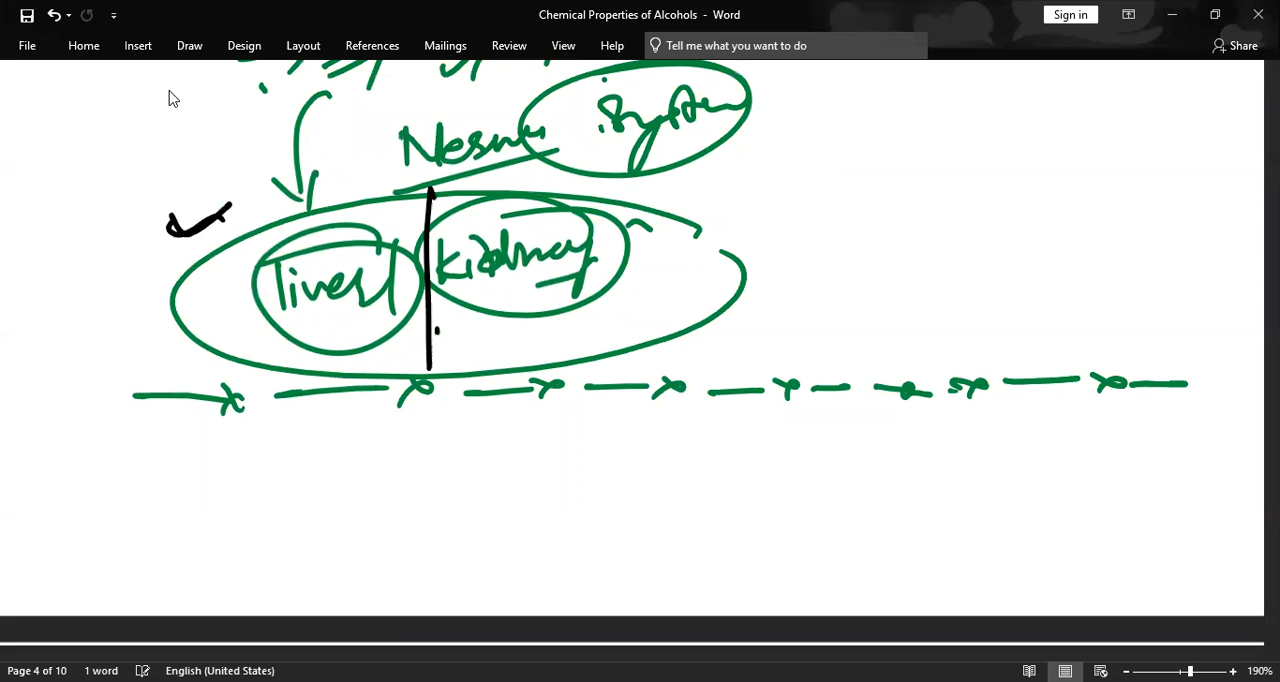 Chemical Properties of Alcohols - Word
Sign in
File Home Insert Draw Design Layout References Mailings Review View Help Tell me what you want to do Share
System
liver kidney
Page 4 of 10 1 word English (United States) 190%